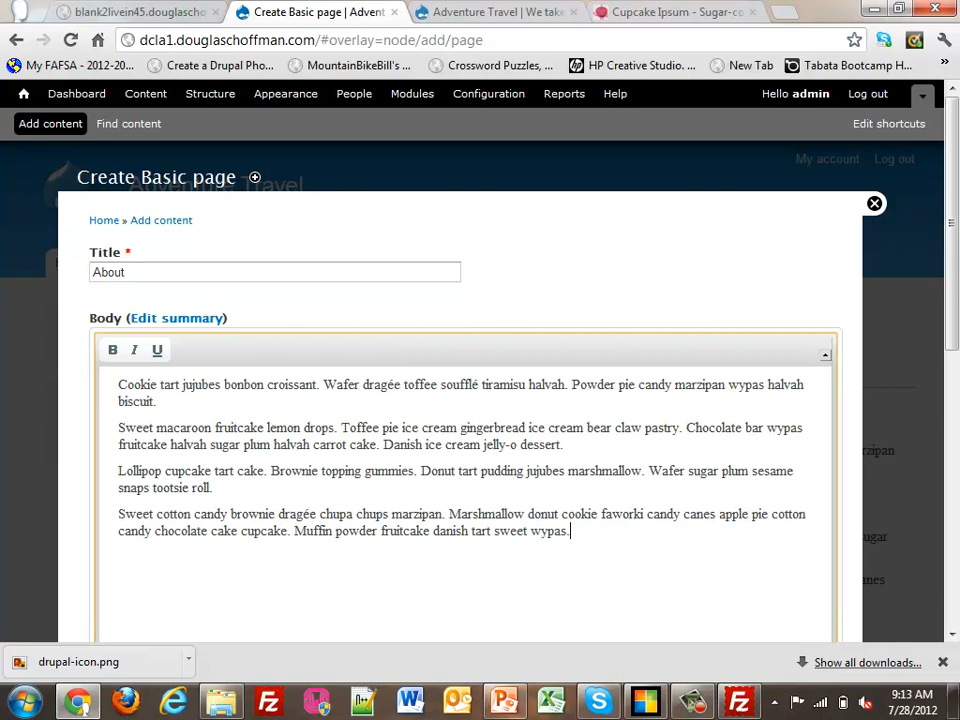 blank2livein45.douglascho
Create Basic page | Advent
Adventure Travel | We take
Cupcake Ipsum - Sugar-co
dcla1.douglaschoffman.com/#overlay=node/add/page
My FAFSA - 2012-20...
Create a Drupal Pho...
MountainBikeBill's ...
Crossword Puzzles, ...
HP Creative Studio. ...
New Tab
Tabata Bootcamp H...
Dashboard Content Structure Appearance People Modules Configuration Reports Help
Hello admin Log out
Add content Find content
Edit shortcuts
My account Log out
Adventure Travel
Create Basic page
Home » Add content
Title *
About
Body (Edit summary)
B I U
Cookie tart jujubes bonbon croissant. Wafer dragée toffee soufflé tiramisu halvah. Powder pie candy marzipan wypas halvah
biscuit.
Sweet macaroon fruitcake lemon drops. Toffee pie ice cream gingerbread ice cream bear claw pastry. Chocolate bar wypas
fruitcake halvah sugar plum halvah carrot cake. Danish ice cream jelly-o dessert.
Lollipop cupcake tart cake. Brownie topping gummies. Donut tart pudding jujubes marshmallow. Wafer sugar plum sesame
snaps tootsie roll.
Sweet cotton candy brownie dragée chupa chups marzipan. Marshmallow donut cookie faworki candy canes apple pie cotton
candy chocolate cake cupcake. Muffin powder fruitcake danish tart sweet wypas.
drupal-icon.png
Show all downloads...
9:13 AM
7/28/2012